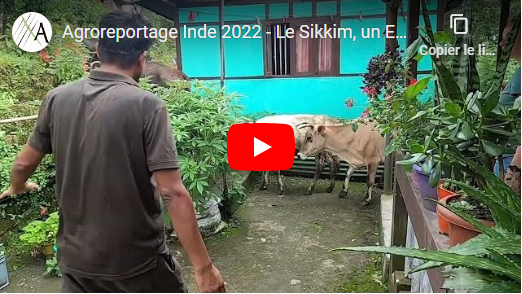 Agroreportage Inde 2022 - Le Sikkim, un E...
Copier le li...